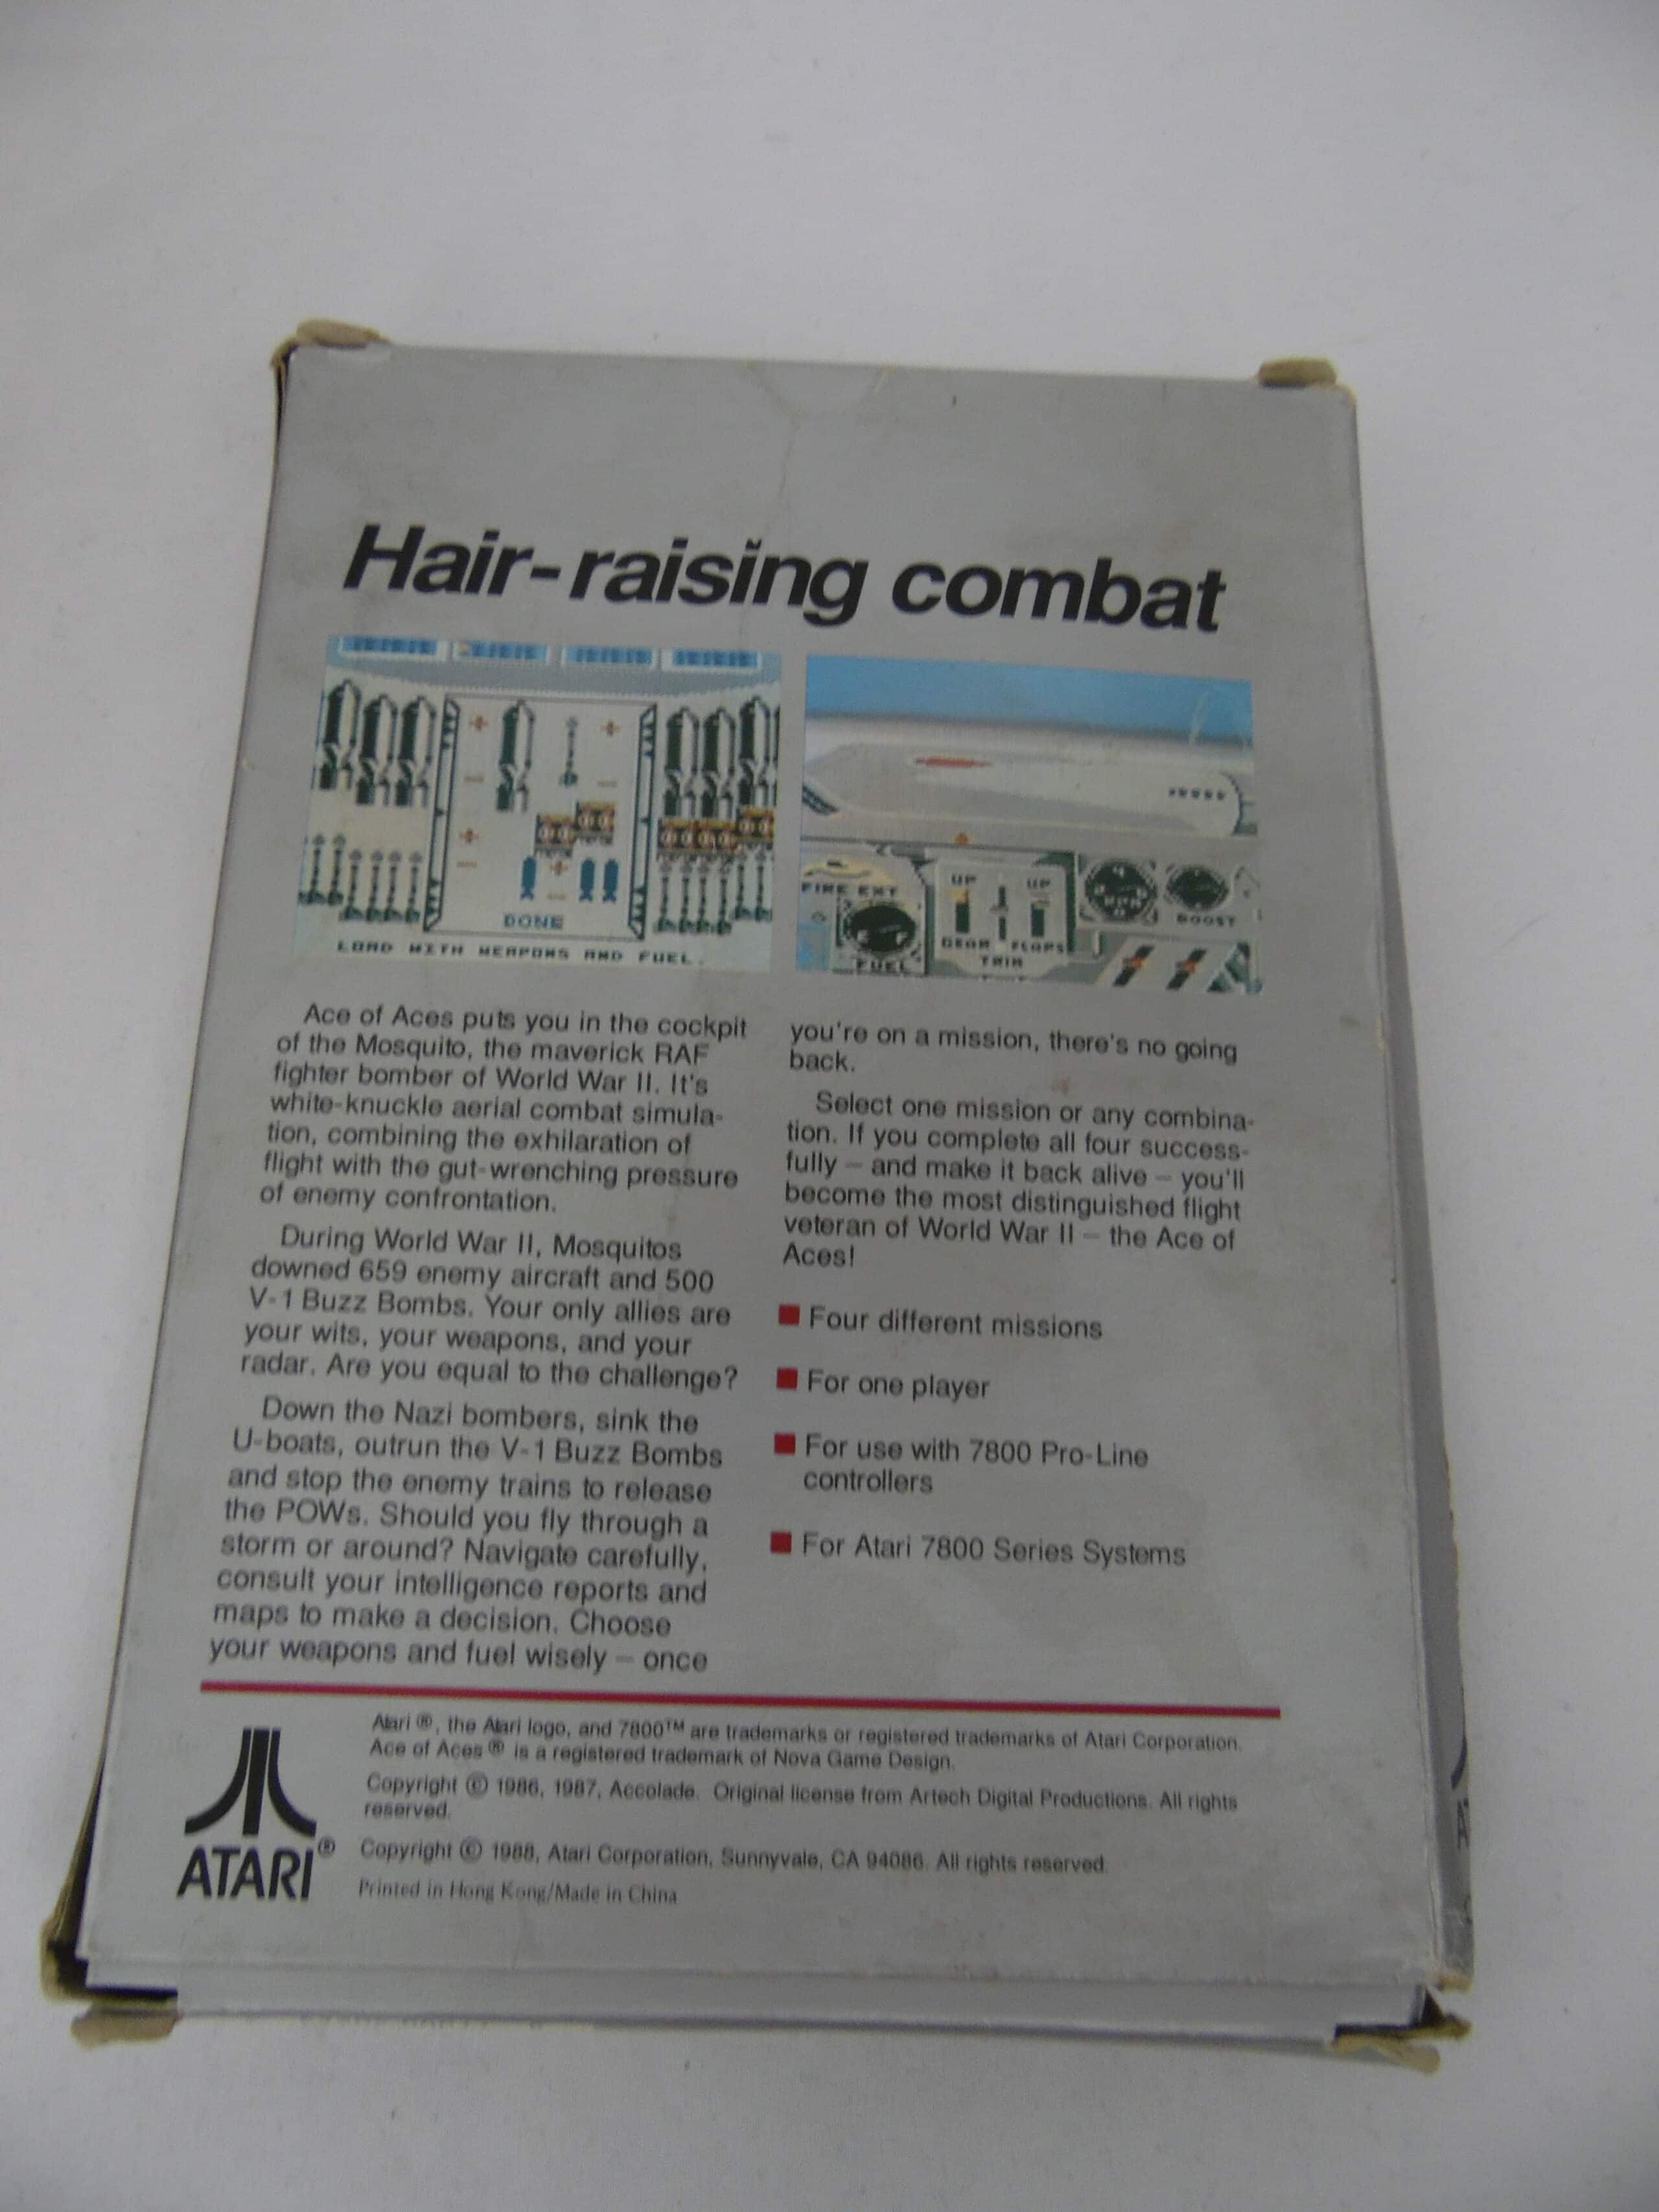 Hair-raising combat
DONE
LOAD WITH WEAPONS AND FUEL.
FIRE EXT
FUEL
UP
UP
GEAR
FLAPS
TRIM
RPM
BOOST
Ace of Aces puts you in the cockpit
of the Mosquito, the maverick RAF
fighter bomber of World War II. It's
white-knuckle aerial combat simula-
tion, combining the exhilaration of
flight with the gut-wrenching pressure
of enemy confrontation.
During World War II, Mosquitos
downed 659 enemy aircraft and 500
V-1 Buzz Bombs. Your only allies are
your wits, your weapons, and your
radar. Are you equal to the challenge?
Down the Nazi bombers, sink the
U-boats, outrun the V-1 Buzz Bombs
and stop the enemy trains to release
the POWs. Should you fly through a
storm or around? Navigate carefully,
consult your intelligence reports and
maps to make a decision. Choose
your weapons and fuel wisely – once
you're on a mission, there's no going
back.
Select one mission or any combina-
tion. If you complete all four success-
fully – and make it back alive – you'll
become the most distinguished flight
veteran of World War II – the Ace of
Aces!
Four different missions
For one player
For use with 7800 Pro-Line
controllers
For Atari 7800 Series Systems
Atari ®, the Atari logo, and 7800™ are trademarks or registered trademarks of Atari Corporation.
Ace of Aces ® is a registered trademark of Nova Game Design.
Copyright © 1986, 1987, Accolade. Original license from Artech Digital Productions. All rights
reserved.
Copyright © 1988, Atari Corporation, Sunnyvale, CA 94086. All rights reserved.
Printed in Hong Kong/Made in China
ATARI®